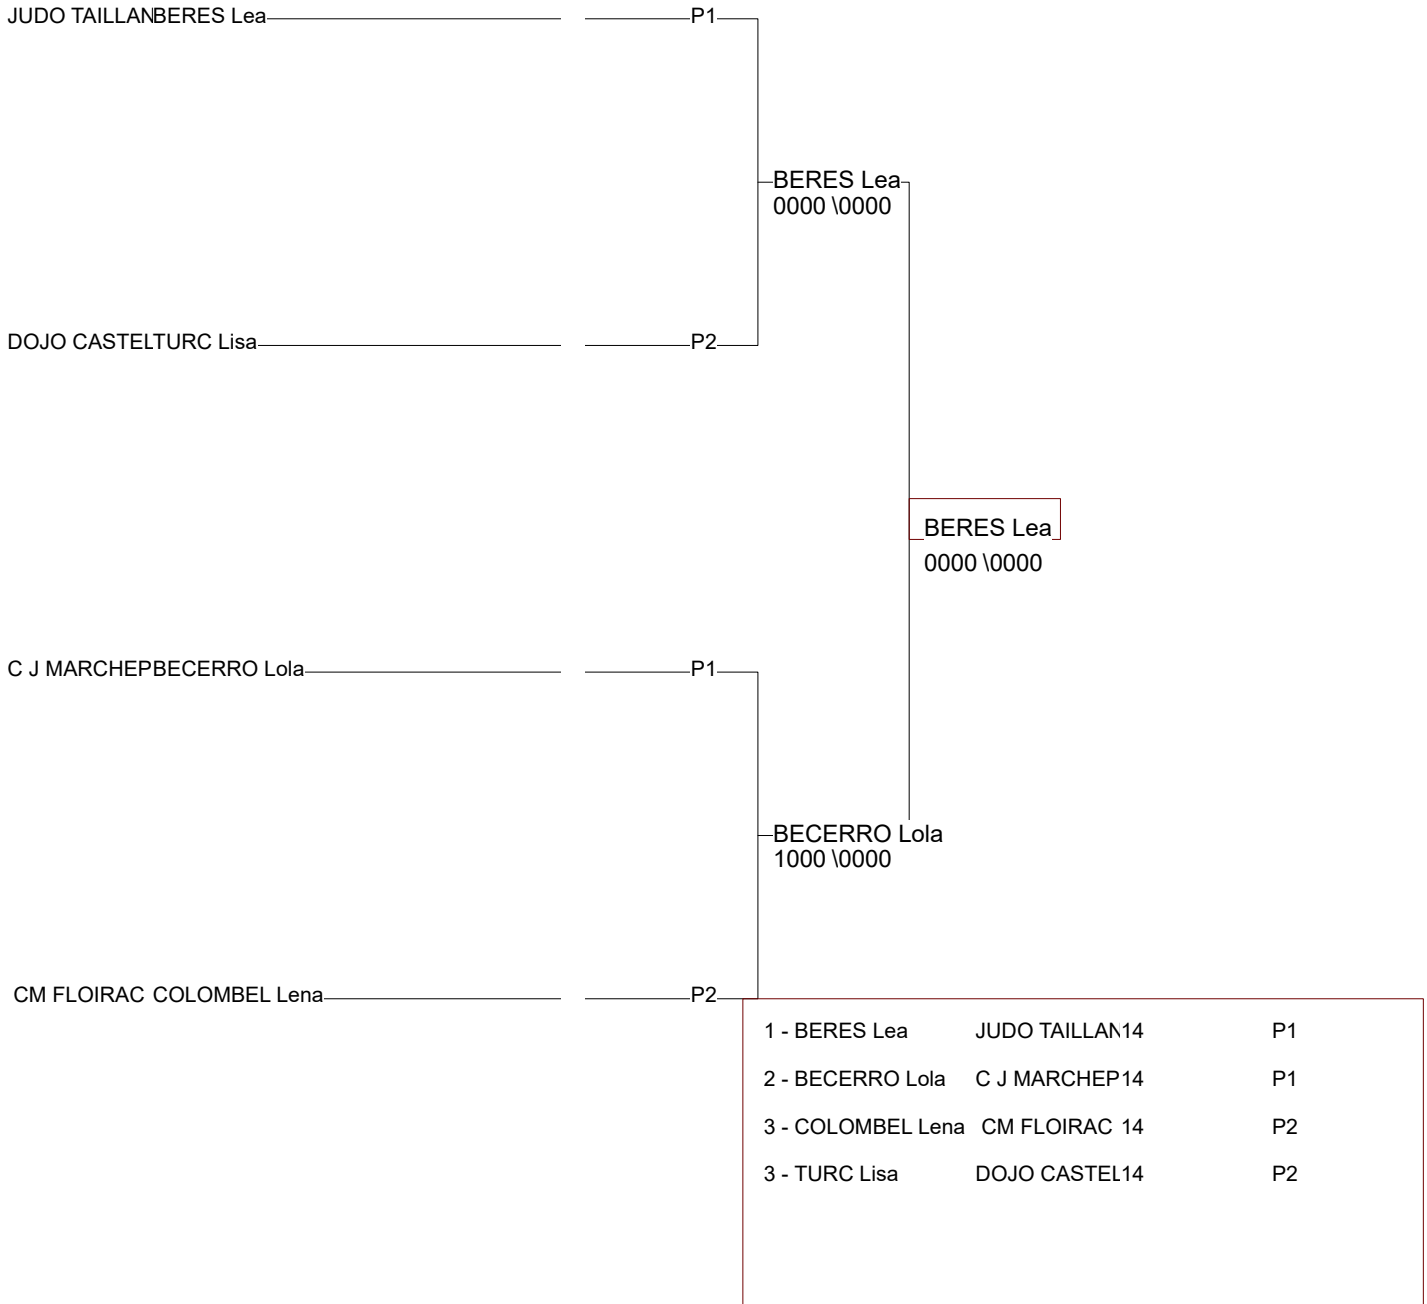 JUDO TAILLANBERES Lea P1
BERES Lea
0000 \0000
DOJO CASTELTURC Lisa P2
BERES Lea
0000 \0000
C J MARCHEPBECERRO Lola P1
BECERRO Lola
1000 \0000
CM FLOIRAC COLOMBEL Lena P2
1 - BERES Lea JUDO TAILLAN14 P1
2 - BECERRO Lola C J MARCHEP14 P1
3 - COLOMBEL Lena CM FLOIRAC 14 P2
3 - TURC Lisa DOJO CASTEL14 P2